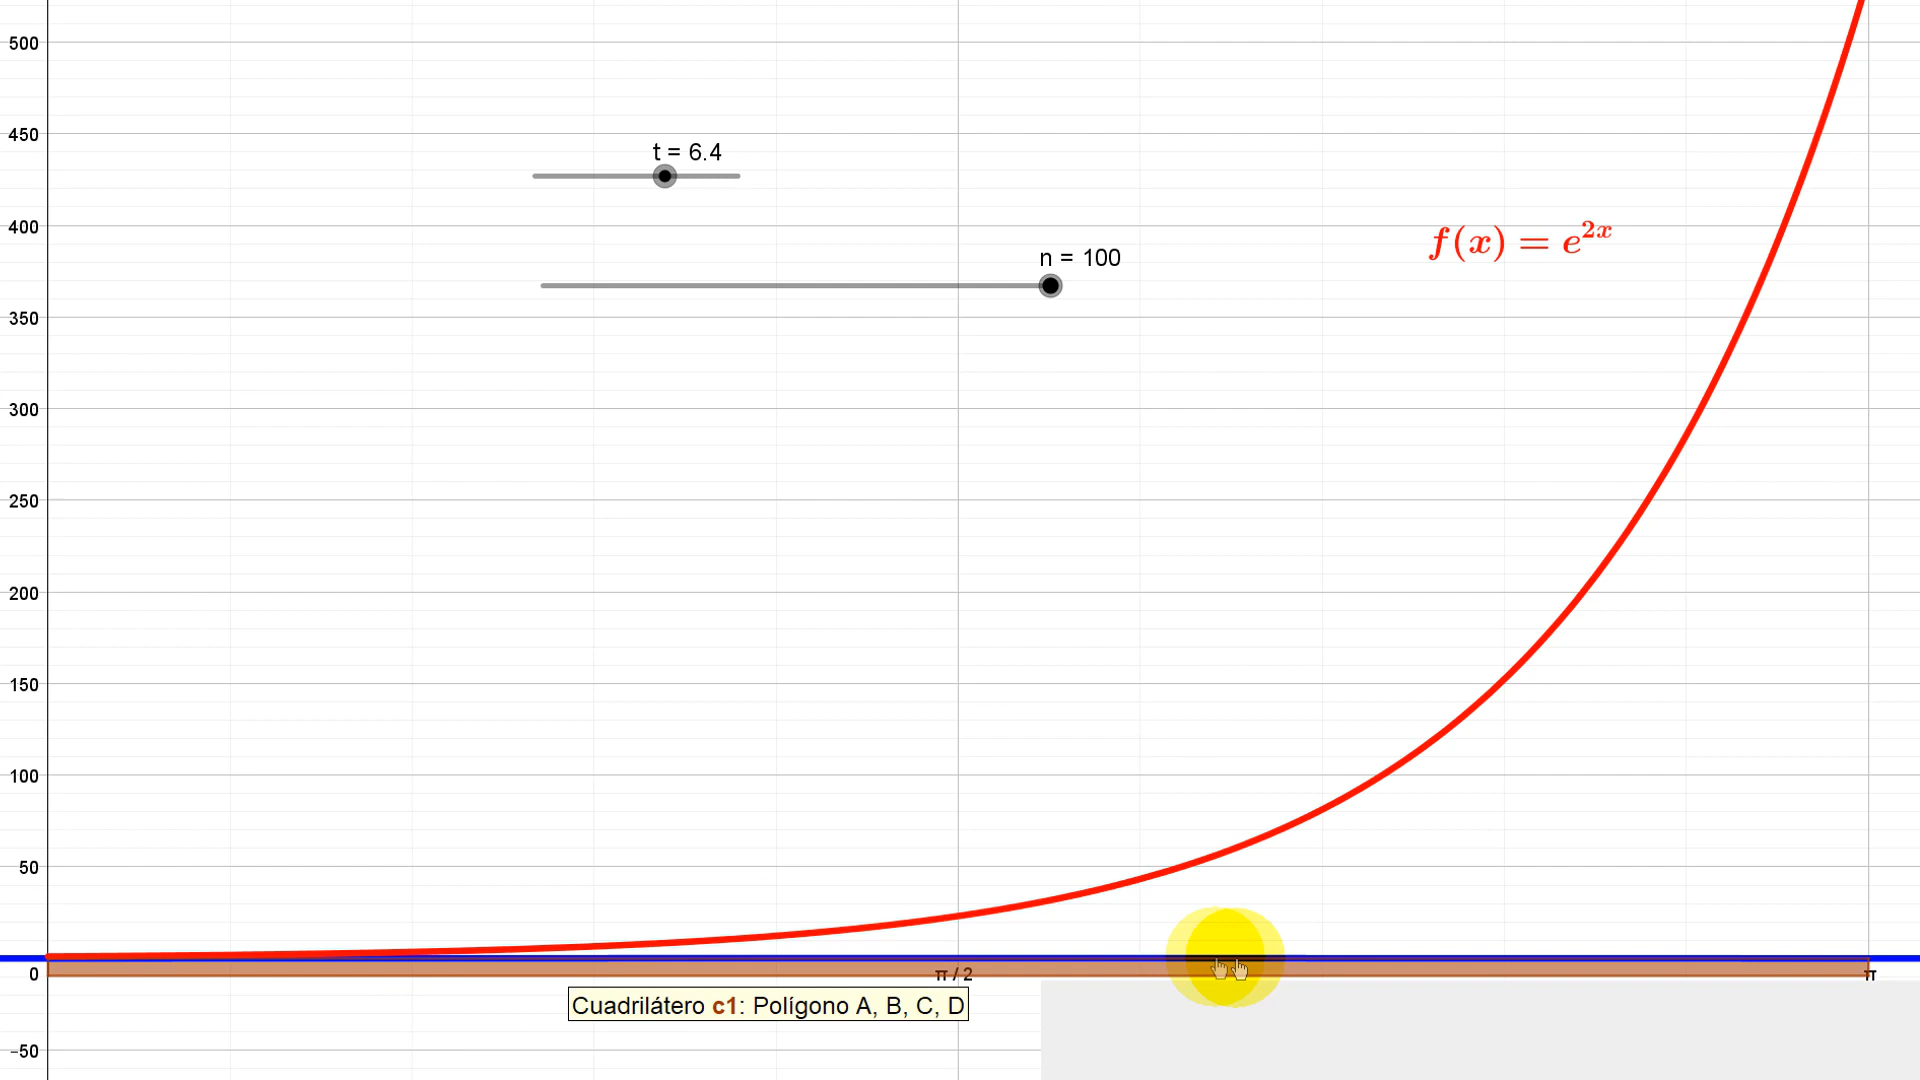 500
450
t = 6.4
400
n = 100
f(x) = e^{2x}
350
300
250
200
150
100
50
0
π / 2
π
Cuadrilátero c1: Polígono A, B, C, D
−50